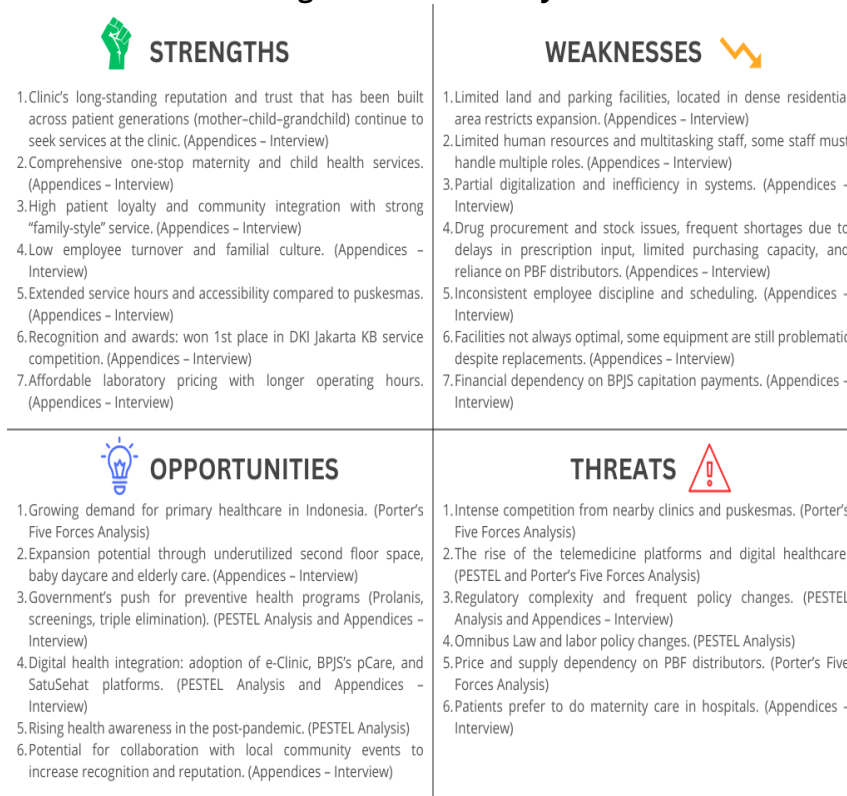 STRENGTHS
1.Clinic's long-standing reputation and trust that has been built
across patient generations (mother–child–grandchild) continue to
seek services at the clinic. (Appendices – Interview)
2.Comprehensive one-stop maternity and child health services.
(Appendices – Interview)
3.High patient loyalty and community integration with strong
“family-style” service. (Appendices – Interview)
4.Low employee turnover and familial culture. (Appendices –
Interview)
5.Extended service hours and accessibility compared to puskesmas.
(Appendices – Interview)
6.Recognition and awards: won 1st place in DKI Jakarta KB service
competition. (Appendices – Interview)
7.Affordable laboratory pricing with longer operating hours.
(Appendices – Interview)
WEAKNESSES
1.Limited land and parking facilities, located in dense residentia
area restricts expansion. (Appendices – Interview)
2.Limited human resources and multitasking staff, some staff must
handle multiple roles. (Appendices – Interview)
3.Partial digitalization and inefficiency in systems. (Appendices –
Interview)
4.Drug procurement and stock issues, frequent shortages due to
delays in prescription input, limited purchasing capacity, and
reliance on PBF distributors. (Appendices – Interview)
5.Inconsistent employee discipline and scheduling. (Appendices –
Interview)
6.Facilities not always optimal, some equipment are still problematic
despite replacements. (Appendices – Interview)
7.Financial dependency on BPJS capitation payments. (Appendices –
Interview)
OPPORTUNITIES
1.Growing demand for primary healthcare in Indonesia. (Porter's
Five Forces Analysis)
2.Expansion potential through underutilized second floor space,
baby daycare and elderly care. (Appendices – Interview)
3.Government's push for preventive health programs (Prolanis,
screenings, triple elimination). (PESTEL Analysis and Appendices –
Interview)
4.Digital health integration: adoption of e-Clinic, BPJS's pCare, and
SatuSehat platforms. (PESTEL Analysis and Appendices –
Interview)
5.Rising health awareness in the post-pandemic. (PESTEL Analysis)
6.Potential for collaboration with local community events to
increase recognition and reputation. (Appendices – Interview)
THREATS
1.Intense competition from nearby clinics and puskesmas. (Porter's
Five Forces Analysis)
2.The rise of the telemedicine platforms and digital healthcare
(PESTEL and Porter's Five Forces Analysis)
3.Regulatory complexity and frequent policy changes. (PESTEL
Analysis and Appendices – Interview)
4.Omnibus Law and labor policy changes. (PESTEL Analysis)
5.Price and supply dependency on PBF distributors. (Porter's Five
Forces Analysis)
6.Patients prefer to do maternity care in hospitals. (Appendices –
Interview)